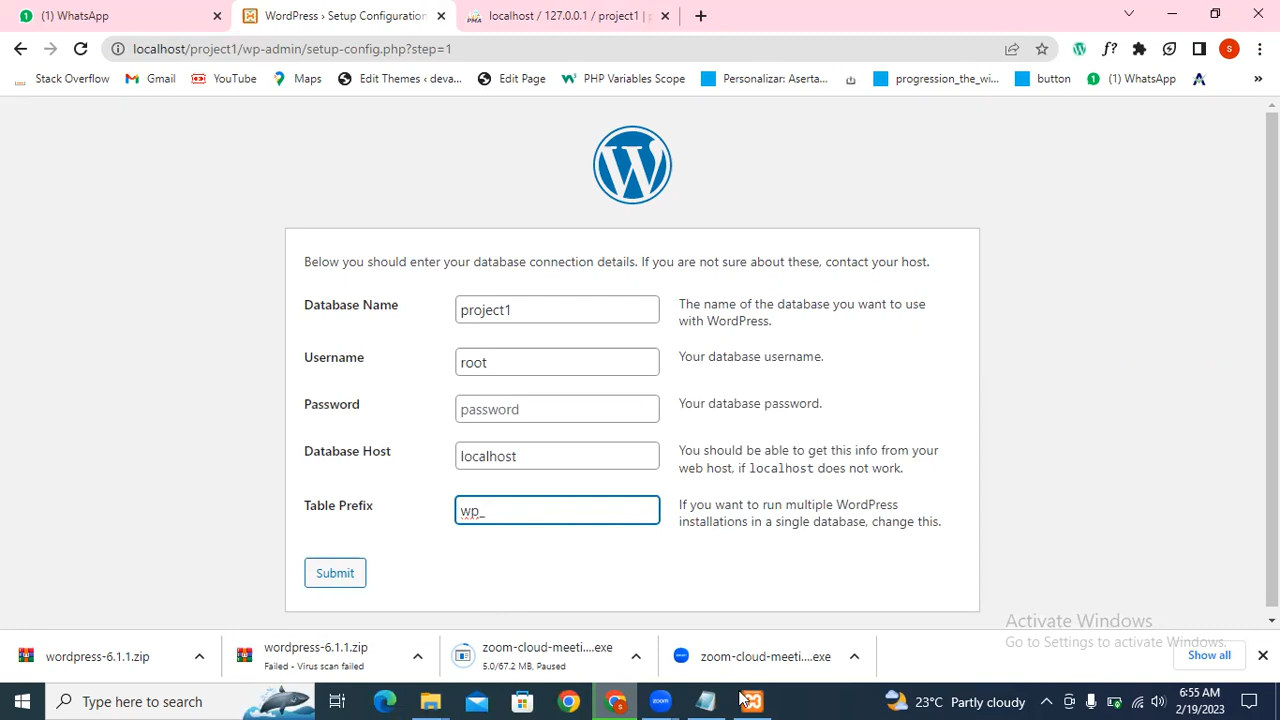 (1) WhatsApp
WordPress › Setup Configuration
localhost / 127.0.0.1 / project1 |
localhost/project1/wp-admin/setup-config.php?step=1
Stack Overflow Gmail YouTube Maps Edit Themes ‹ deva... Edit Page PHP Variables Scope Personalizar: Aserta... progression_the_wi... button (1) WhatsApp »
Below you should enter your database connection details. If you are not sure about these, contact your host.
Database Name
project1
The name of the database you want to use
with WordPress.
Username
root
Your database username.
Password
password
Your database password.
Database Host
localhost
You should be able to get this info from your
web host, if localhost does not work.
Table Prefix
wp_
If you want to run multiple WordPress
installations in a single database, change this.
Submit
Activate Windows
Go to Settings to activate Windows.
wordpress-6.1.1.zip
wordpress-6.1.1.zip
Failed - Virus scan failed
zoom-cloud-meeti....exe
5.0/67.2 MB, Paused
zoom-cloud-meeti....exe
Show all
Type here to search
zoom
23°C Partly cloudy
6:55 AM
2/19/2023